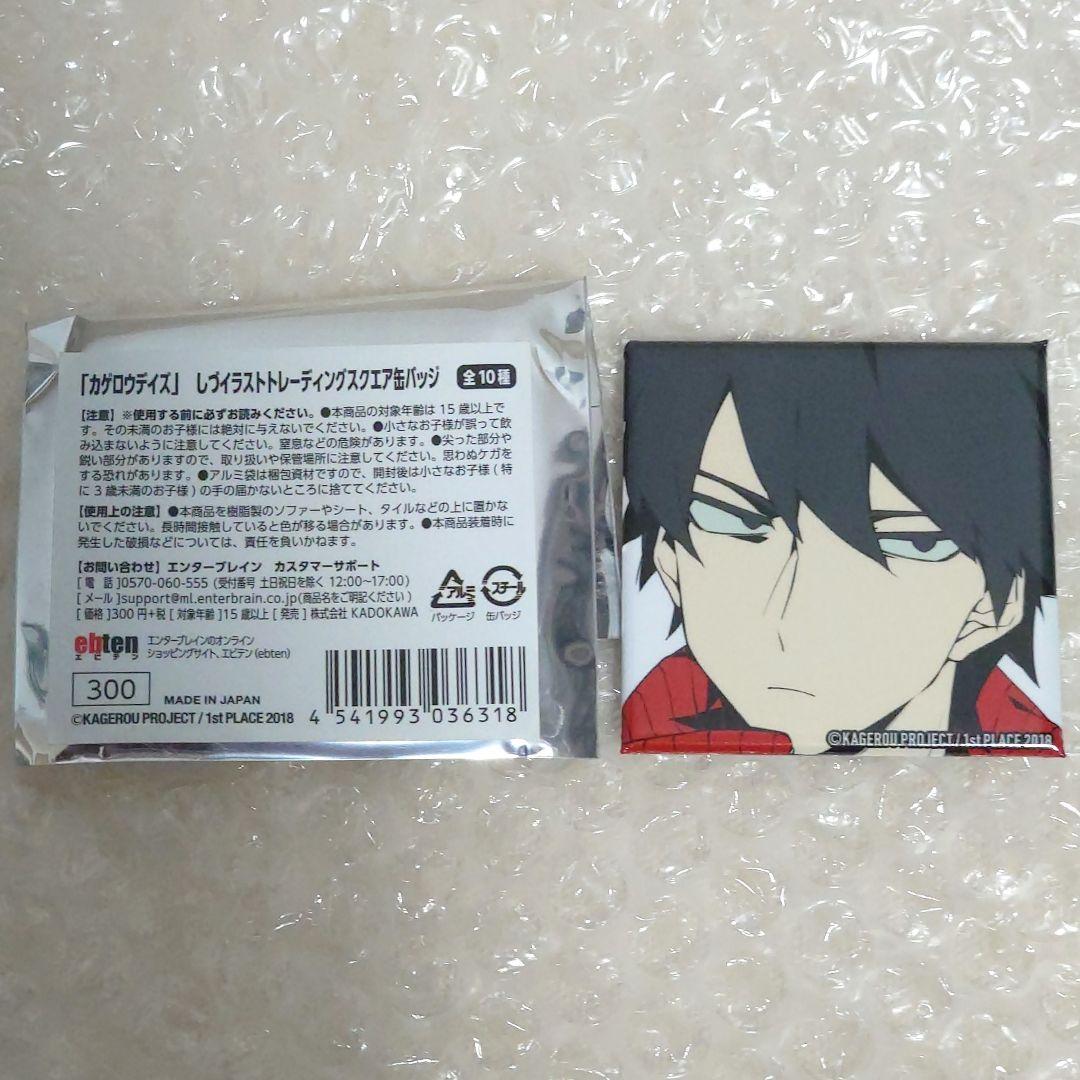 「カゲロウデイズ」 しづイラストトレーディングスクエア缶バッジ 全10種
【注意】※使用する前に必ずお読みください。●本商品の対象年齢は15歳以上で
す。その未満のお子様には絶対に与えないでください。●小さなお子様が誤って飲
み込まないように注意してください。窒息などの危険があります。●尖った部分や
鋭い部分がありますので、取り扱いや保管場所に注意してください。思わぬケガを
する恐れがあります。●アルミ袋は梱包資材ですので、開封後は小さなお子様(特
に3歳未満のお子様)の手の届かないところに捨ててください。
【使用上の注意】●本商品を樹脂製のソファーやシート、タイルなどの上に置かな
いでください。長時間接触していると色が移る場合があります。●本商品装着時に
発生した破損などについては、責任を負いかねます。
【お問い合わせ】エンターブレイン カスタマーサポート
[電 話]0570-060-555(受付番号 土日祝日を除く 12:00~17:00)
[メール]support@ml.enterbrain.co.jp(商品名をご明記ください)
[価格]300円+税[対象年齢]15歳以上[発売]株式会社 KADOKAWA
アルミ
パッケージ
スチール
缶バッジ
ebten
エビテン
エンターブレインのオンライン
ショッピングサイト、エビテン(ebten)
300
MADE IN JAPAN
©KAGEROU PROJECT / 1st PLACE 2018
4 541993 036318
©KAGEROU PROJECT / 1st PLACE 2018